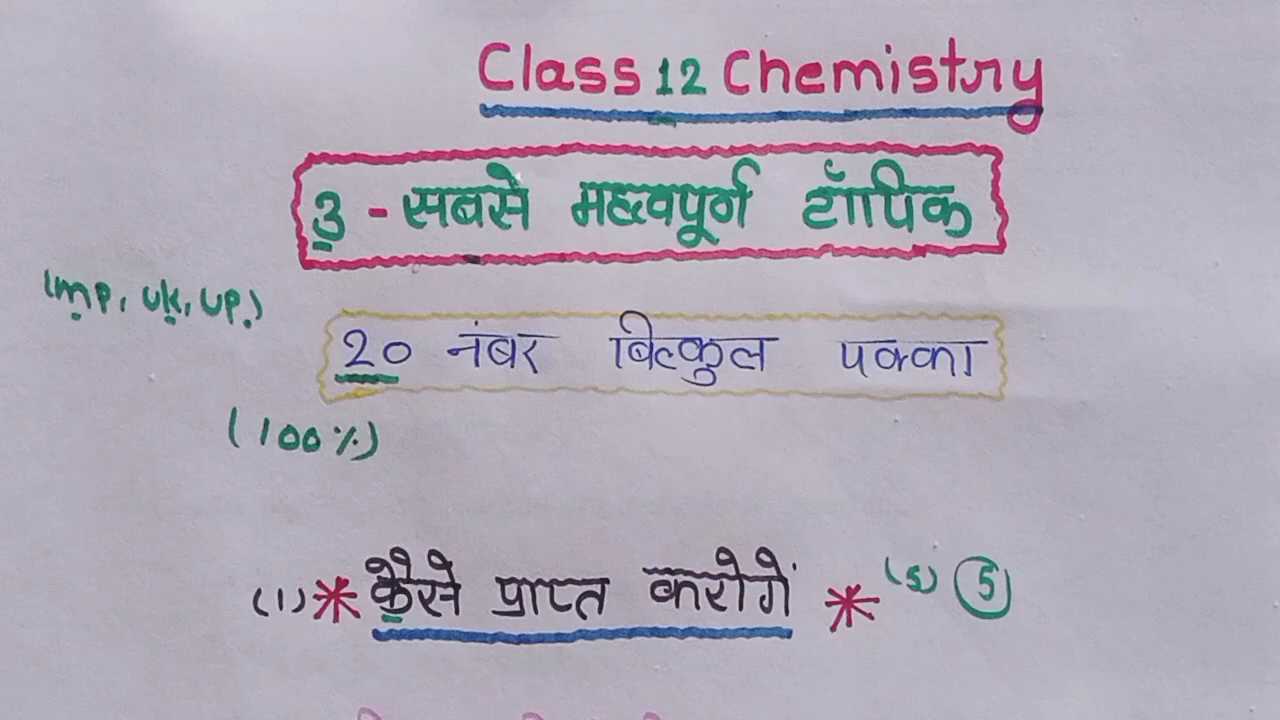 Class 12 Chemistry
3 - सबसे महत्वपूर्ण टॉपिक
(mp, uk, up.)
20 नंबर बिल्कुल पक्का
(100%)
(1) * कैसे प्राप्त करोगें * (5) 5